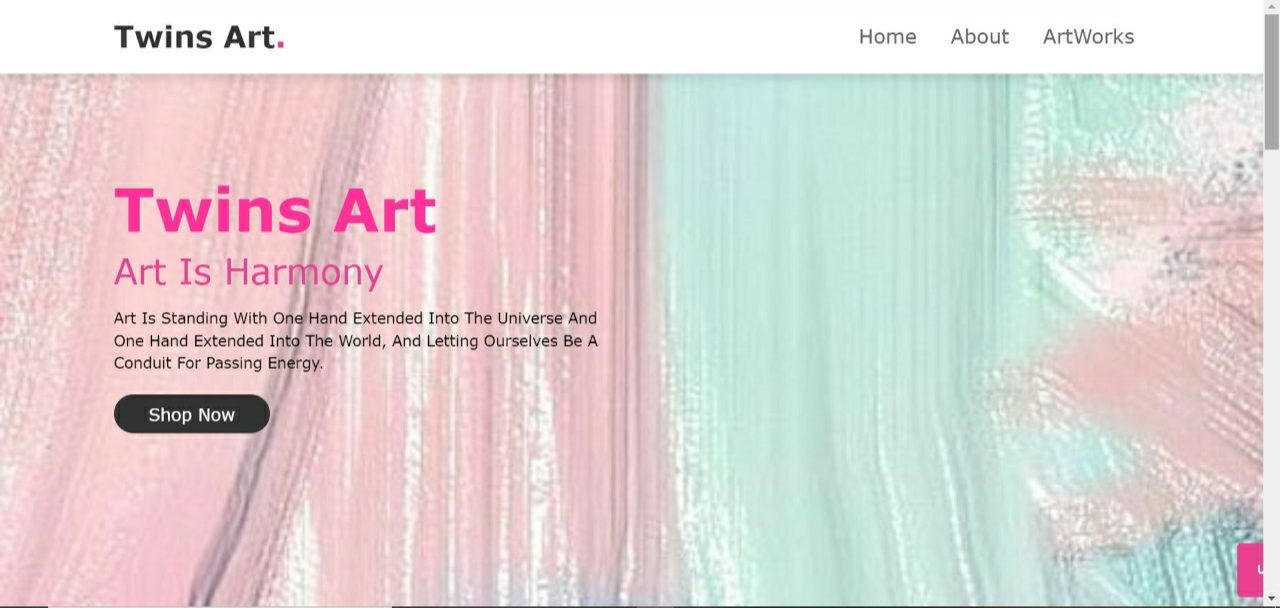 Twins Art.
Home About ArtWorks
Twins Art
Art Is Harmony
Art Is Standing With One Hand Extended Into The Universe And
One Hand Extended Into The World, And Letting Ourselves Be A
Conduit For Passing Energy.
Shop Now